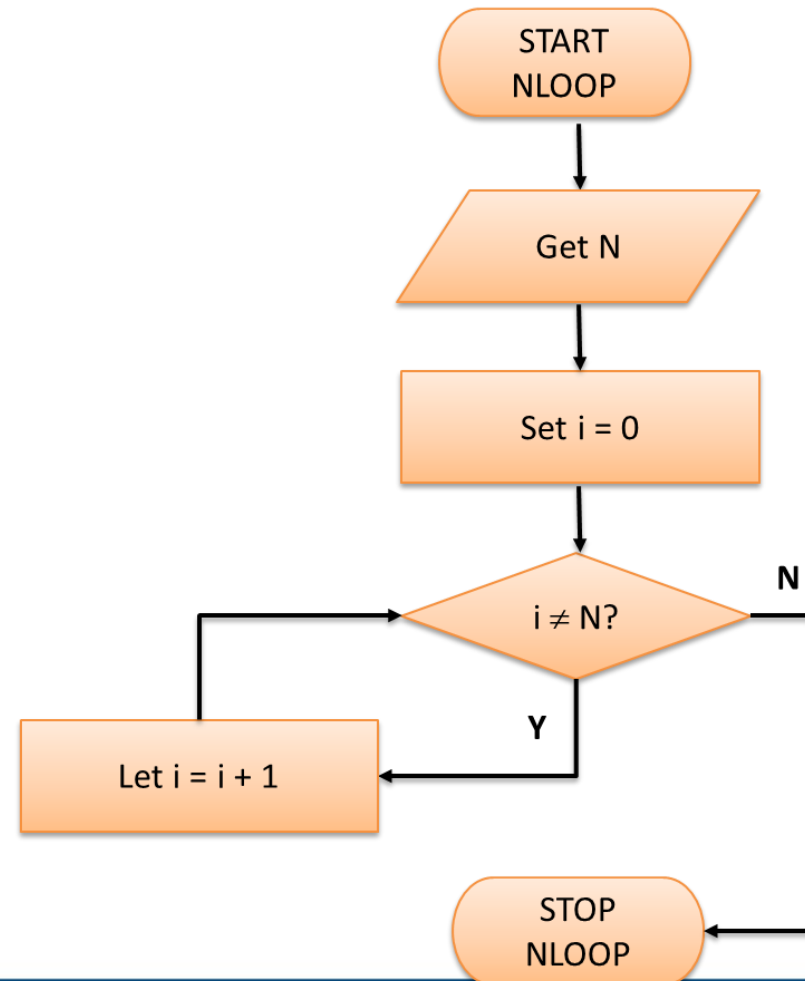 START
NLOOP
Get N
Set i = 0
i ≠ N?
N
Y
Let i = i + 1
STOP
NLOOP